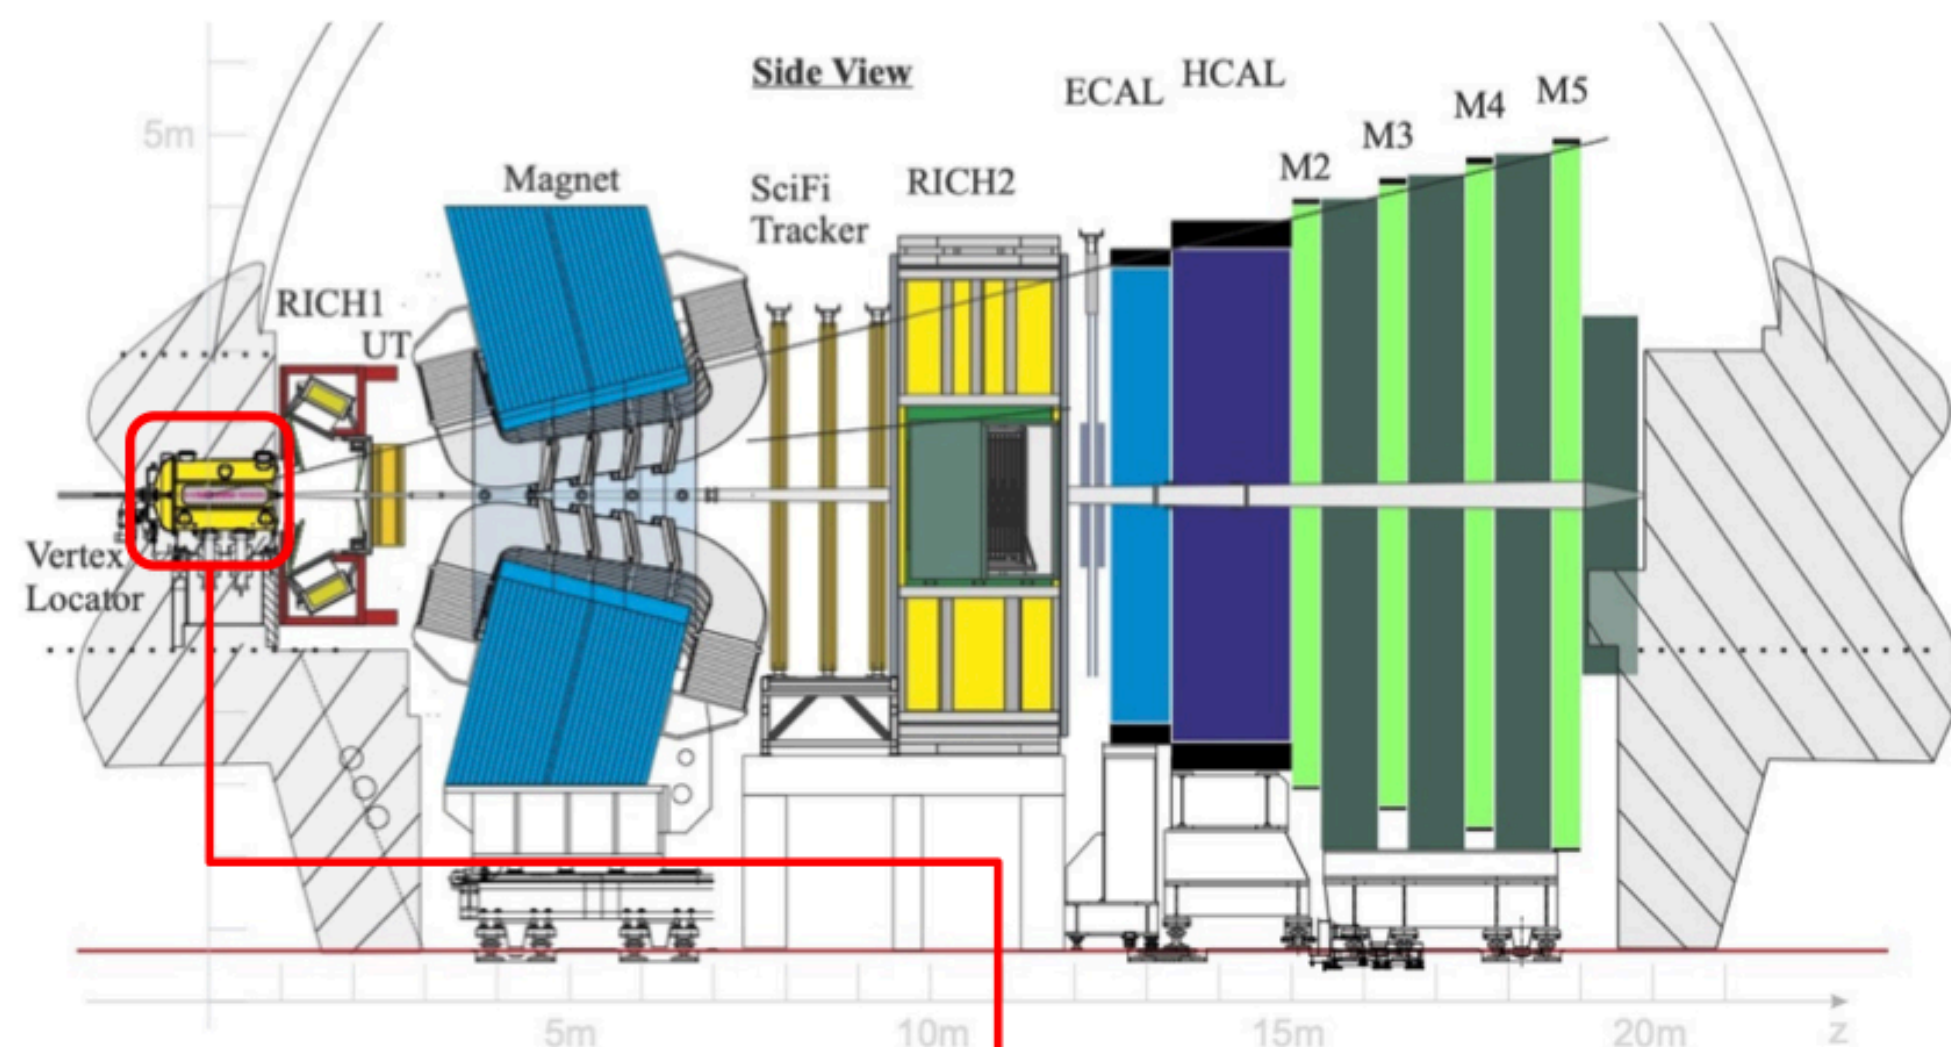 Side View
ECAL
HCAL
M4
M5
5m
M3
M2
Magnet
SciFi
Tracker
RICH2
RICH1
UT
Vertex
Locator
5m
10m
15m
20m
z